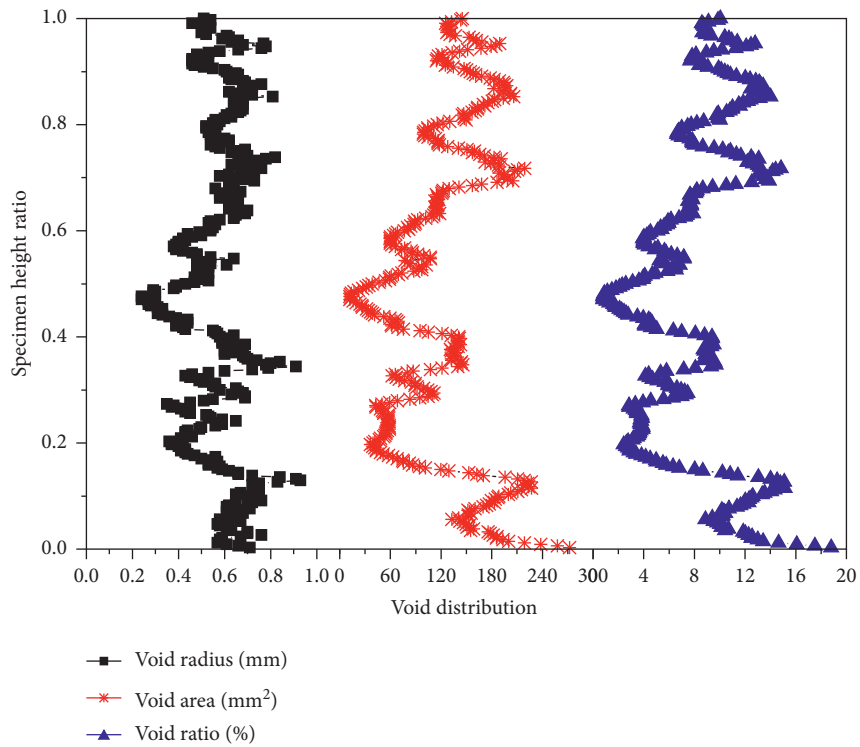 1.0
0.8
0.6
0.4
0.2
0.0
Specimen height ratio
0.0 0.2 0.4 0.6 0.8 1.0 0 60 120 180 240 300 0 4 8 12 16 20
Void distribution
Void radius (mm)
Void area (mm²)
Void ratio (%)